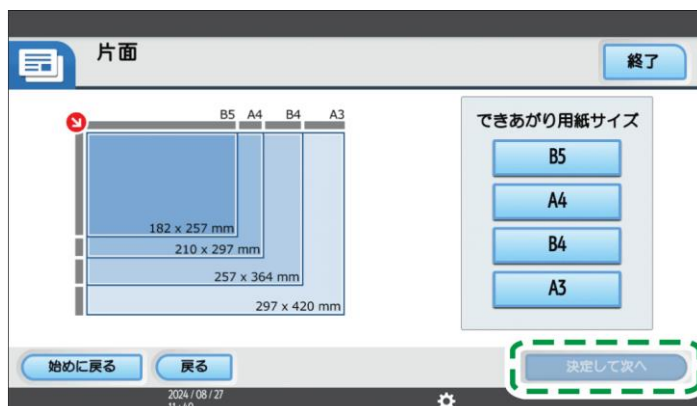 片面
終了
B5 A4 B4 A3
182 x 257 mm
210 x 297 mm
257 x 364 mm
297 x 420 mm
できあがり用紙サイズ
B5
A4
B4
A3
始めに戻る
戻る
決定して次へ
2024 / 08 / 27